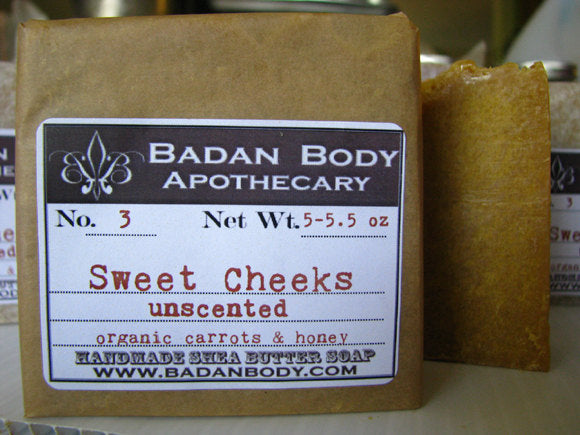 BADAN BODY
APOTHECARY
No. 3 Net Wt. 5-5.5 oz
Sweet Cheeks
unscented
organic carrots & honey
HANDMADE SHEA BUTTER SOAP
WWW.BADANBODY.COM
3